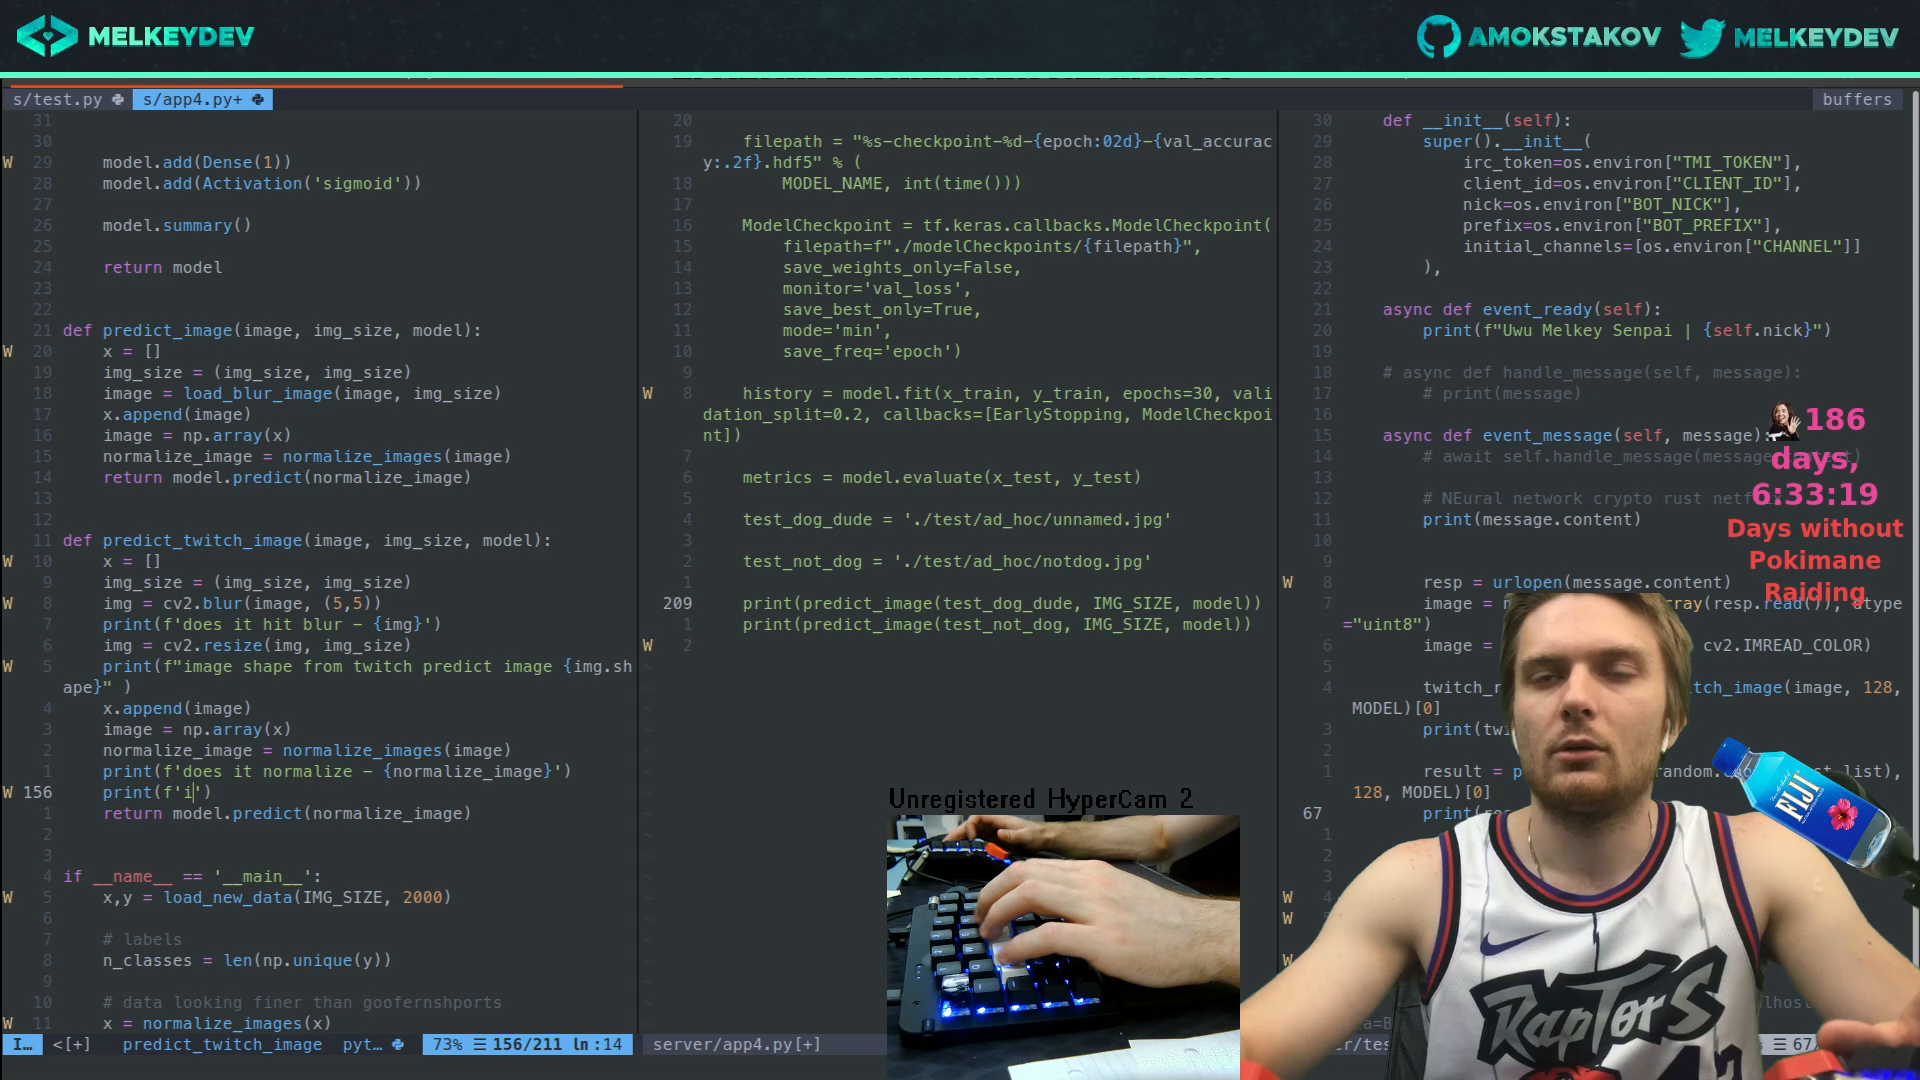 MELKEYDEV
AMOKSTAKOV
MELKEYDEV
s/test.py
s/app4.py+
buffers
31
30
W 29 model.add(Dense(1))
28 model.add(Activation('sigmoid'))
27
26 model.summary()
25
24 return model
23
22
21 def predict_image(image, img_size, model):
W 20 x = []
19 img_size = (img_size, img_size)
18 image = load_blur_image(image, img_size)
17 x.append(image)
16 image = np.array(x)
15 normalize_image = normalize_images(image)
14 return model.predict(normalize_image)
13
12
11 def predict_twitch_image(image, img_size, model):
W 10 x = []
9 img_size = (img_size, img_size)
W 8 img = cv2.blur(image, (5,5))
7 print(f'does it hit blur - {img}')
6 img = cv2.resize(img, img_size)
W 5 print(f"image shape from twitch predict image {img.sh
ape}" )
4 x.append(image)
3 image = np.array(x)
2 normalize_image = normalize_images(image)
1 print(f'does it normalize - {normalize_image}')
W 156 print(f'i')
1 return model.predict(normalize_image)
2
3
4 if __name__ == '__main__':
W 5 x,y = load_new_data(IMG_SIZE, 2000)
6
7 # labels
8 n_classes = len(np.unique(y))
9
10 # data looking finer than goofernshports
W 11 x = normalize_images(x)
I… <[+] predict_twitch_image pyt… 73% ☰ 156/211 ln :14
20
19 filepath = "%s-checkpoint-%d-{epoch:02d}-{val_accurac
y:.2f}.hdf5" % (
18 MODEL_NAME, int(time()))
17
16 ModelCheckpoint = tf.keras.callbacks.ModelCheckpoint(
15 filepath=f"./modelCheckpoints/{filepath}",
14 save_weights_only=False,
13 monitor='val_loss',
12 save_best_only=True,
11 mode='min',
10 save_freq='epoch')
9
W 8 history = model.fit(x_train, y_train, epochs=30, vali
dation_split=0.2, callbacks=[EarlyStopping, ModelCheckpoi
nt])
7
6 metrics = model.evaluate(x_test, y_test)
5
4 test_dog_dude = './test/ad_hoc/unnamed.jpg'
3
2 test_not_dog = './test/ad_hoc/notdog.jpg'
1
209 print(predict_image(test_dog_dude, IMG_SIZE, model))
1 print(predict_image(test_not_dog, IMG_SIZE, model))
W 2
server/app4.py[+]
Unregistered HyperCam 2
30 def __init__(self):
29 super().__init__(
28 irc_token=os.environ["TMI_TOKEN"],
27 client_id=os.environ["CLIENT_ID"],
26 nick=os.environ["BOT_NICK"],
25 prefix=os.environ["BOT_PREFIX"],
24 initial_channels=[os.environ["CHANNEL"]]
23 ),
22
21 async def event_ready(self):
20 print(f"Uwu Melkey Senpai | {self.nick}")
19
18 # async def handle_message(self, message):
17 # print(message)
16
15 async def event_message(self, message):
14 # await self.handle_message(message
13
12 # NEural network crypto rust
11 print(message.content)
10
9
W 8 resp = urlopen(message.content)
7 image = (resp.read()),
="uint8")
6 image = cv2.IMREAD_COLOR)
5
4 (image, 128,
MODEL)[0]
3
2
1 result =
128, MODEL)[0]
67
1
2
3
W 4
W
W
186
days,
6:33:19
Days without
Pokimane
Raiding
FIJI
RAPTORS